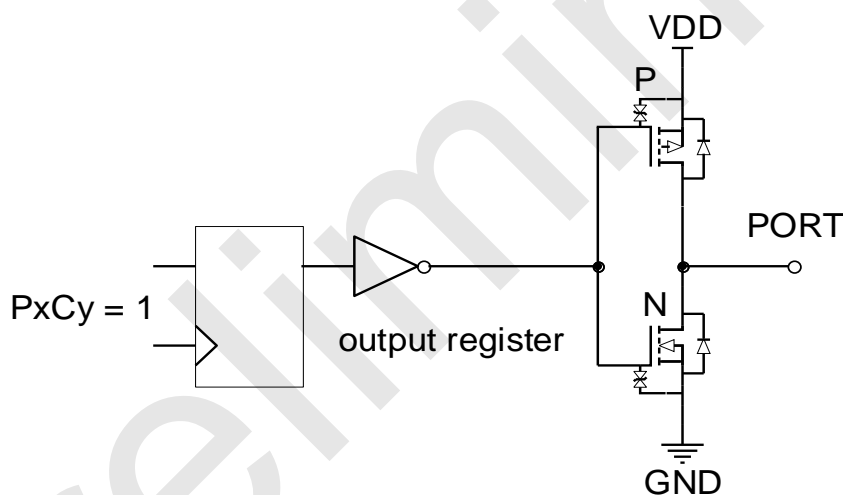 VDD
P
PORT
PxCy = 1
N
output register
GND